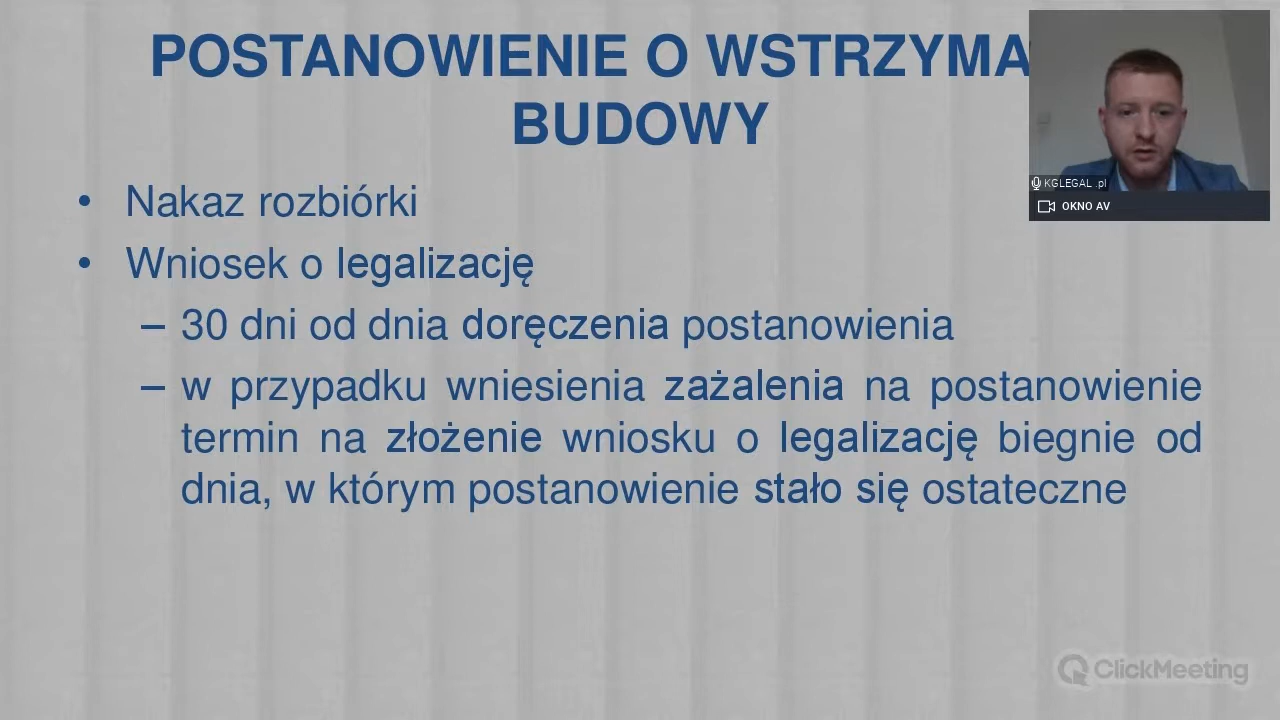 POSTANOWIENIE O WSTRZYMA
BUDOWY
• Nakaz rozbiórki
• Wniosek o legalizację
– 30 dni od dnia doręczenia postanowienia
– w przypadku wniesienia zażalenia na postanowienie
termin na złożenie wniosku o legalizację biegnie od
dnia, w którym postanowienie stało się ostateczne
KGLEGAL .pl
OKNO AV
ClickMeeting